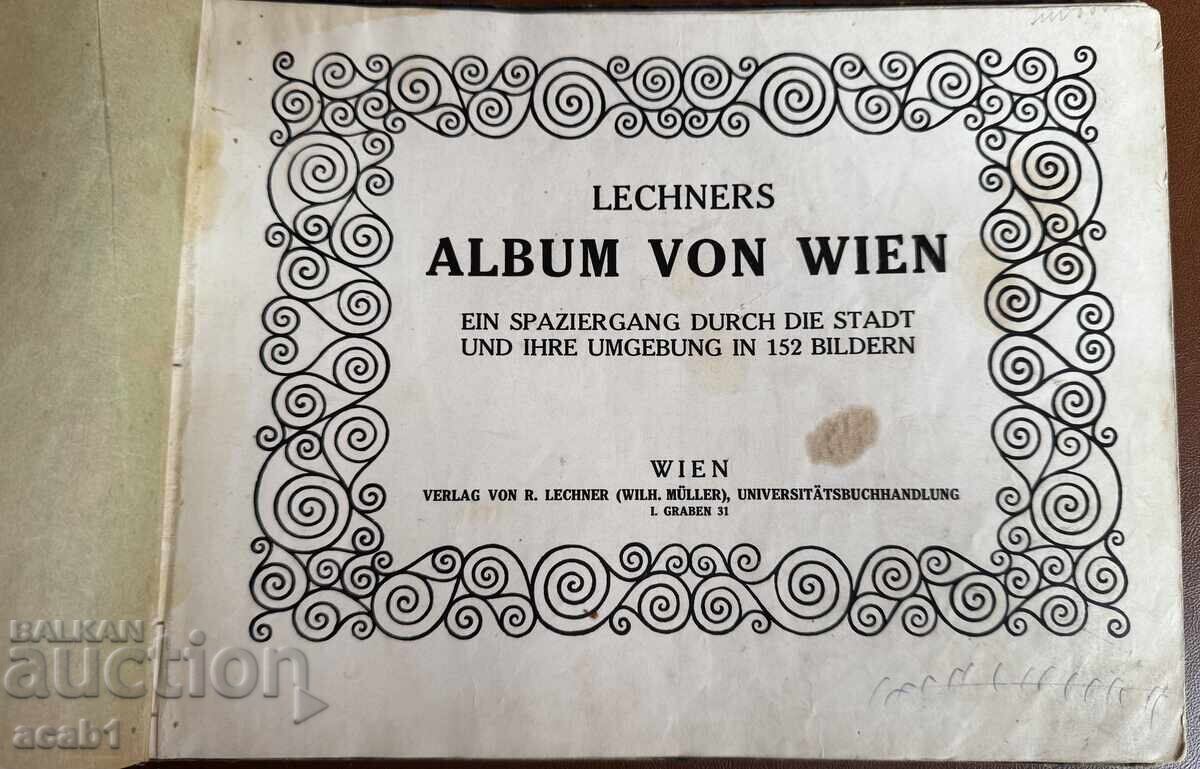 LECHNERS
ALBUM VON WIEN
EIN SPAZIERGANG DURCH DIE STADT
UND IHRE UMGEBUNG IN 152 BILDERN
WIEN
VERLAG VON R. LECHNER (WILH. MÜLLER), UNIVERSITÄTSBUCHHANDLUNG
I. GRABEN 31
BALKAN
auction
acab1